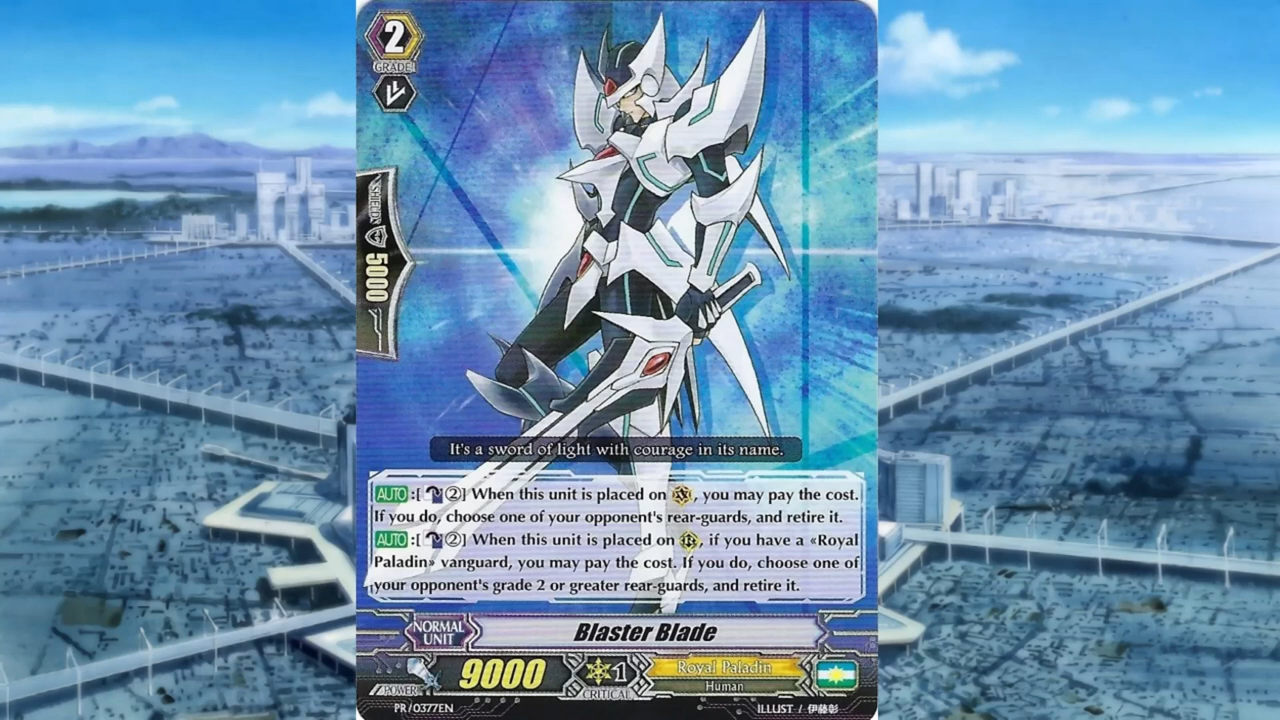 2
GRADE
SHIELD
5000
It's a sword of light with courage in its name.
AUTO :[ ②] When this unit is placed on , you may pay the cost.
If you do, choose one of your opponent's rear-guards, and retire it.
AUTO :[ ②] When this unit is placed on , if you have a «Royal
Paladin» vanguard, you may pay the cost. If you do, choose one of
your opponent's grade 2 or greater rear-guards, and retire it.
NORMAL
UNIT
Blaster Blade
POWER
9000
1
CRITICAL
Royal Paladin
Human
PR/0377EN
ILLUST / 伊藤彰